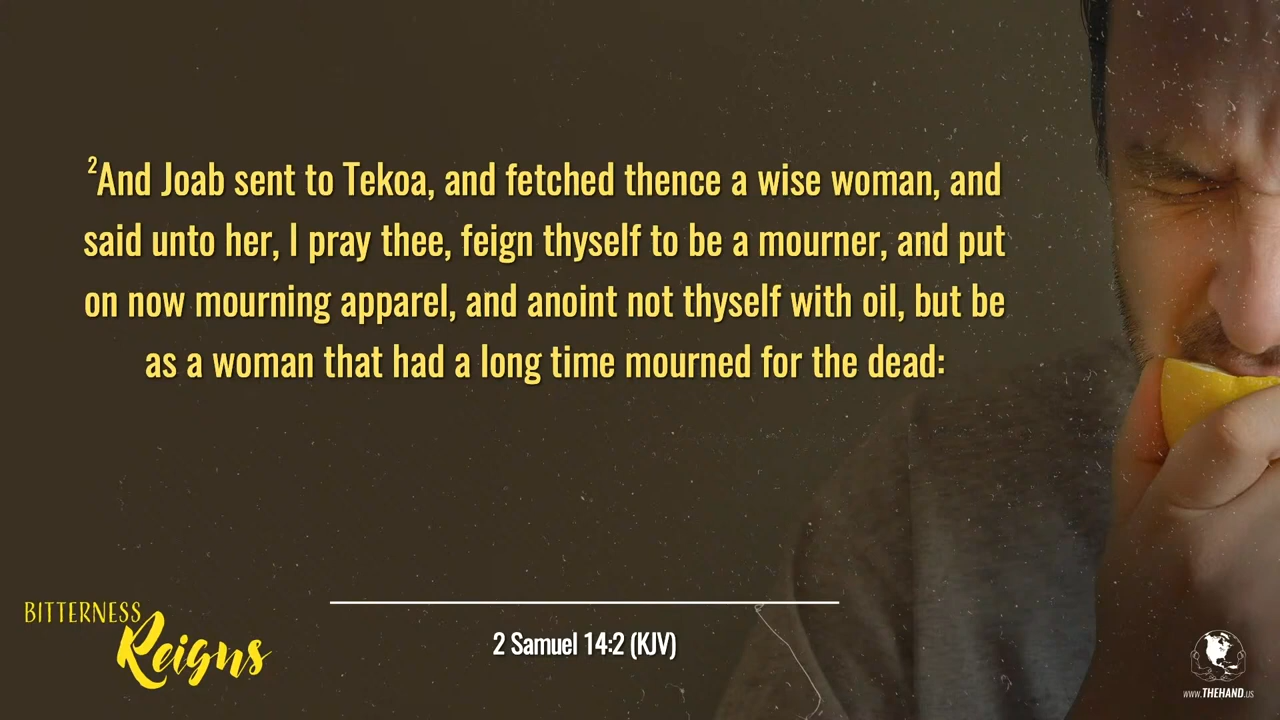 ²And Joab sent to Tekoa, and fetched thence a wise woman, and
said unto her, I pray thee, feign thyself to be a mourner, and put
on now mourning apparel, and anoint not thyself with oil, but be
as a woman that had a long time mourned for the dead:
BITTERNESS
Reigns
2 Samuel 14:2 (KJV)
www.THEHAND.us